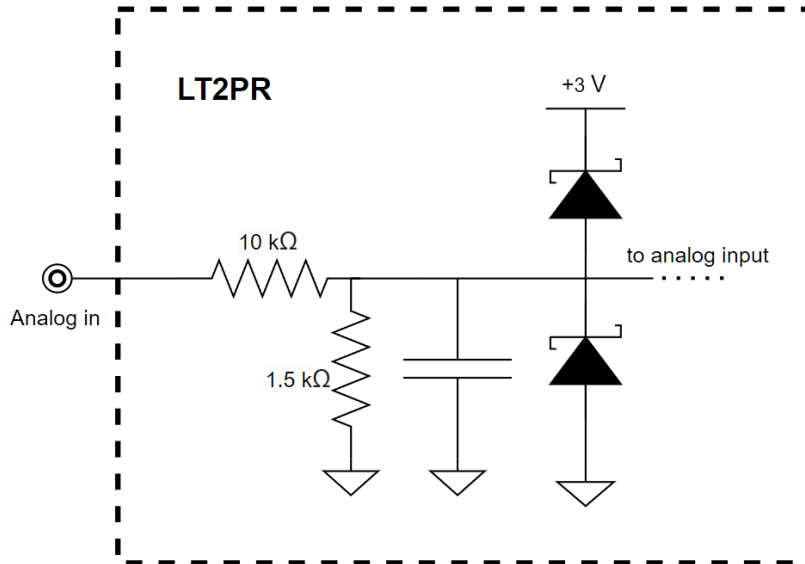 LT2PR
+3 V
10 kΩ
to analog input
Analog in
1.5 kΩ